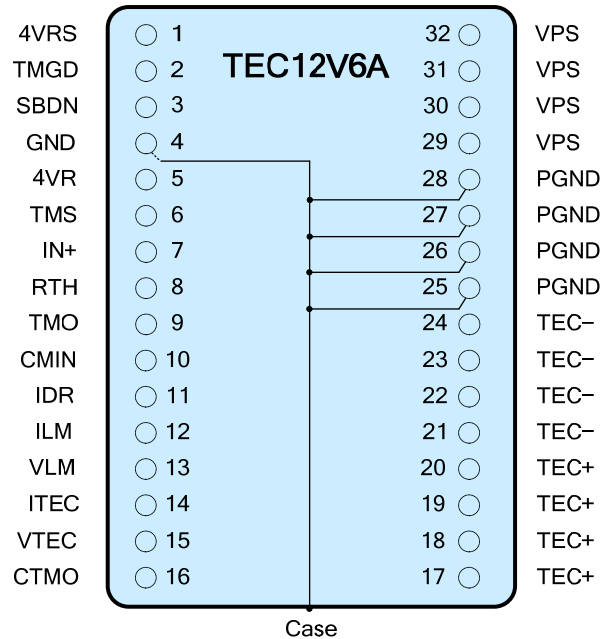 4VRS 1 TEC12V6A 32 VPS
TMGD 2 31 VPS
SBDN 3 30 VPS
GND 4 29 VPS
4VR 5 28 PGND
TMS 6 27 PGND
IN+ 7 26 PGND
RTH 8 25 PGND
TMO 9 24 TEC−
CMIN 10 23 TEC−
IDR 11 22 TEC−
ILM 12 21 TEC−
VLM 13 20 TEC+
ITEC 14 19 TEC+
VTEC 15 18 TEC+
CTMO 16 17 TEC+
Case